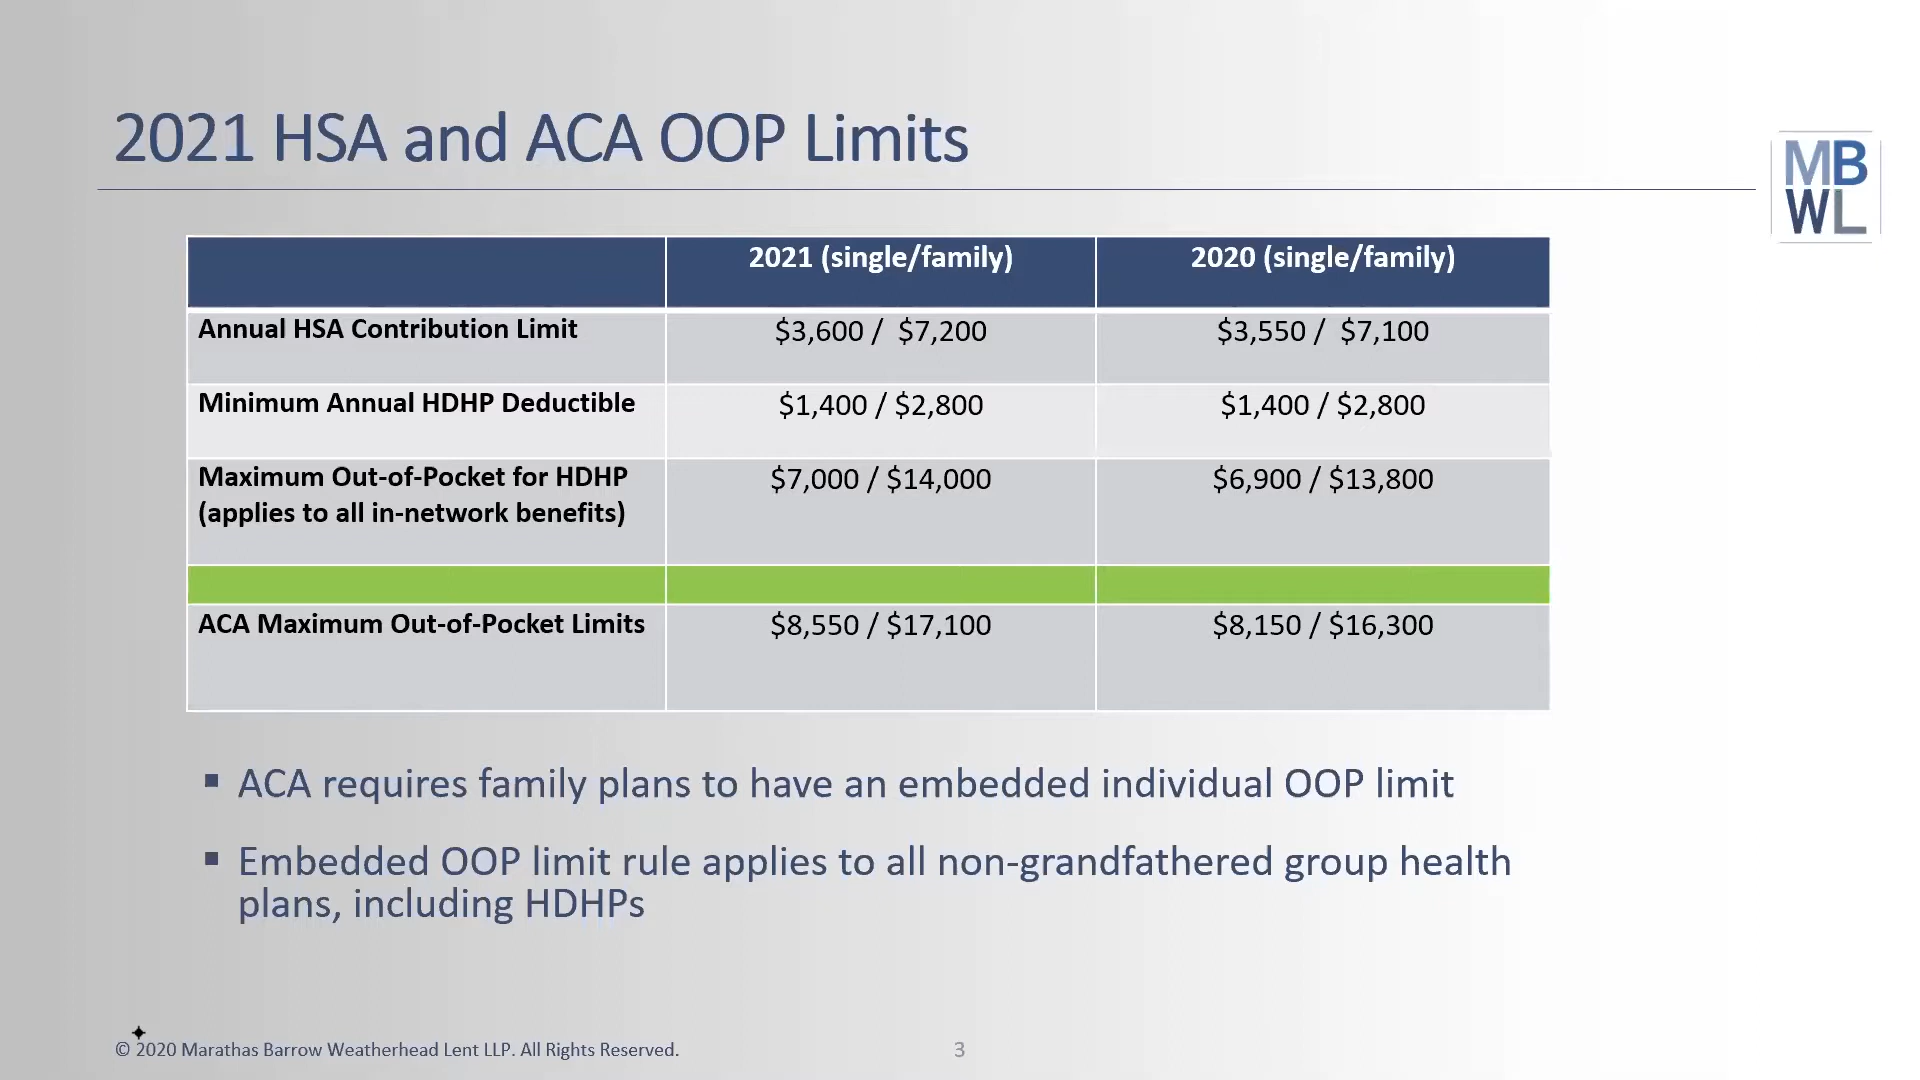 2021 HSA and ACA OOP Limits
MB
WL
2021 (single/family) 2020 (single/family)
Annual HSA Contribution Limit $3,600 / $7,200 $3,550 / $7,100
Minimum Annual HDHP Deductible $1,400 / $2,800 $1,400 / $2,800
Maximum Out-of-Pocket for HDHP $7,000 / $14,000 $6,900 / $13,800
(applies to all in-network benefits)
ACA Maximum Out-of-Pocket Limits $8,550 / $17,100 $8,150 / $16,300
▪ ACA requires family plans to have an embedded individual OOP limit
▪ Embedded OOP limit rule applies to all non-grandfathered group health
plans, including HDHPs
© 2020 Marathas Barrow Weatherhead Lent LLP. All Rights Reserved. 3